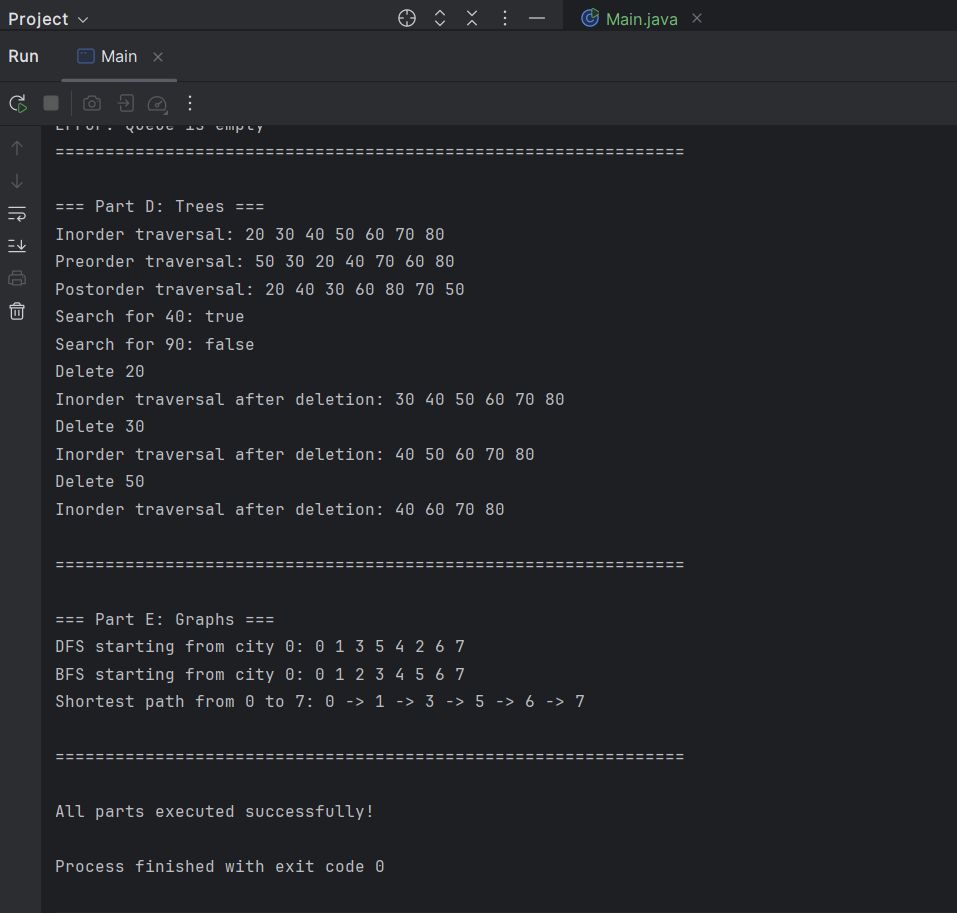 Project
Main.java
Run
Main
Error: Queue is empty
===============================================================
=== Part D: Trees ===
Inorder traversal: 20 30 40 50 60 70 80
Preorder traversal: 50 30 20 40 70 60 80
Postorder traversal: 20 40 30 60 80 70 50
Search for 40: true
Search for 90: false
Delete 20
Inorder traversal after deletion: 30 40 50 60 70 80
Delete 30
Inorder traversal after deletion: 40 50 60 70 80
Delete 50
Inorder traversal after deletion: 40 60 70 80
===============================================================
=== Part E: Graphs ===
DFS starting from city 0: 0 1 3 5 4 2 6 7
BFS starting from city 0: 0 1 2 3 4 5 6 7
Shortest path from 0 to 7: 0 -> 1 -> 3 -> 5 -> 6 -> 7
===============================================================
All parts executed successfully!
Process finished with exit code 0